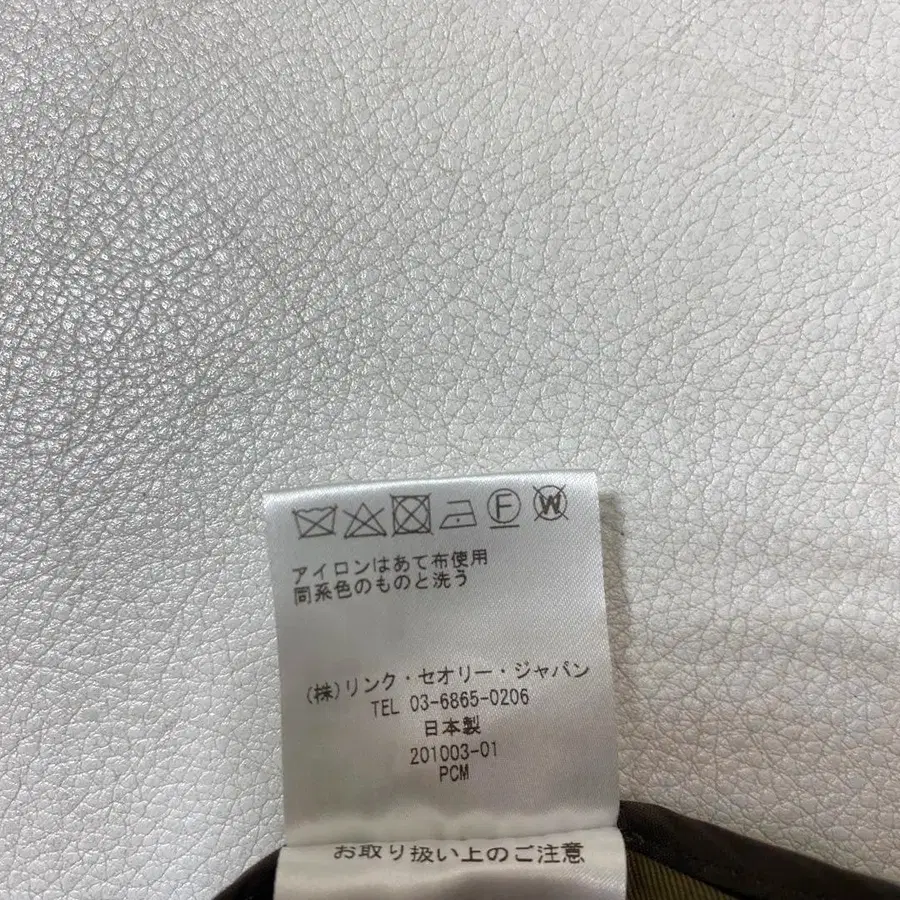 F W
アイロンはあて布使用
同系色のものと洗う
(株)リンク・セオリー・ジャパン
TEL 03-6865-0206
日本製
201003-01
PCM
お取り扱い上のご注意